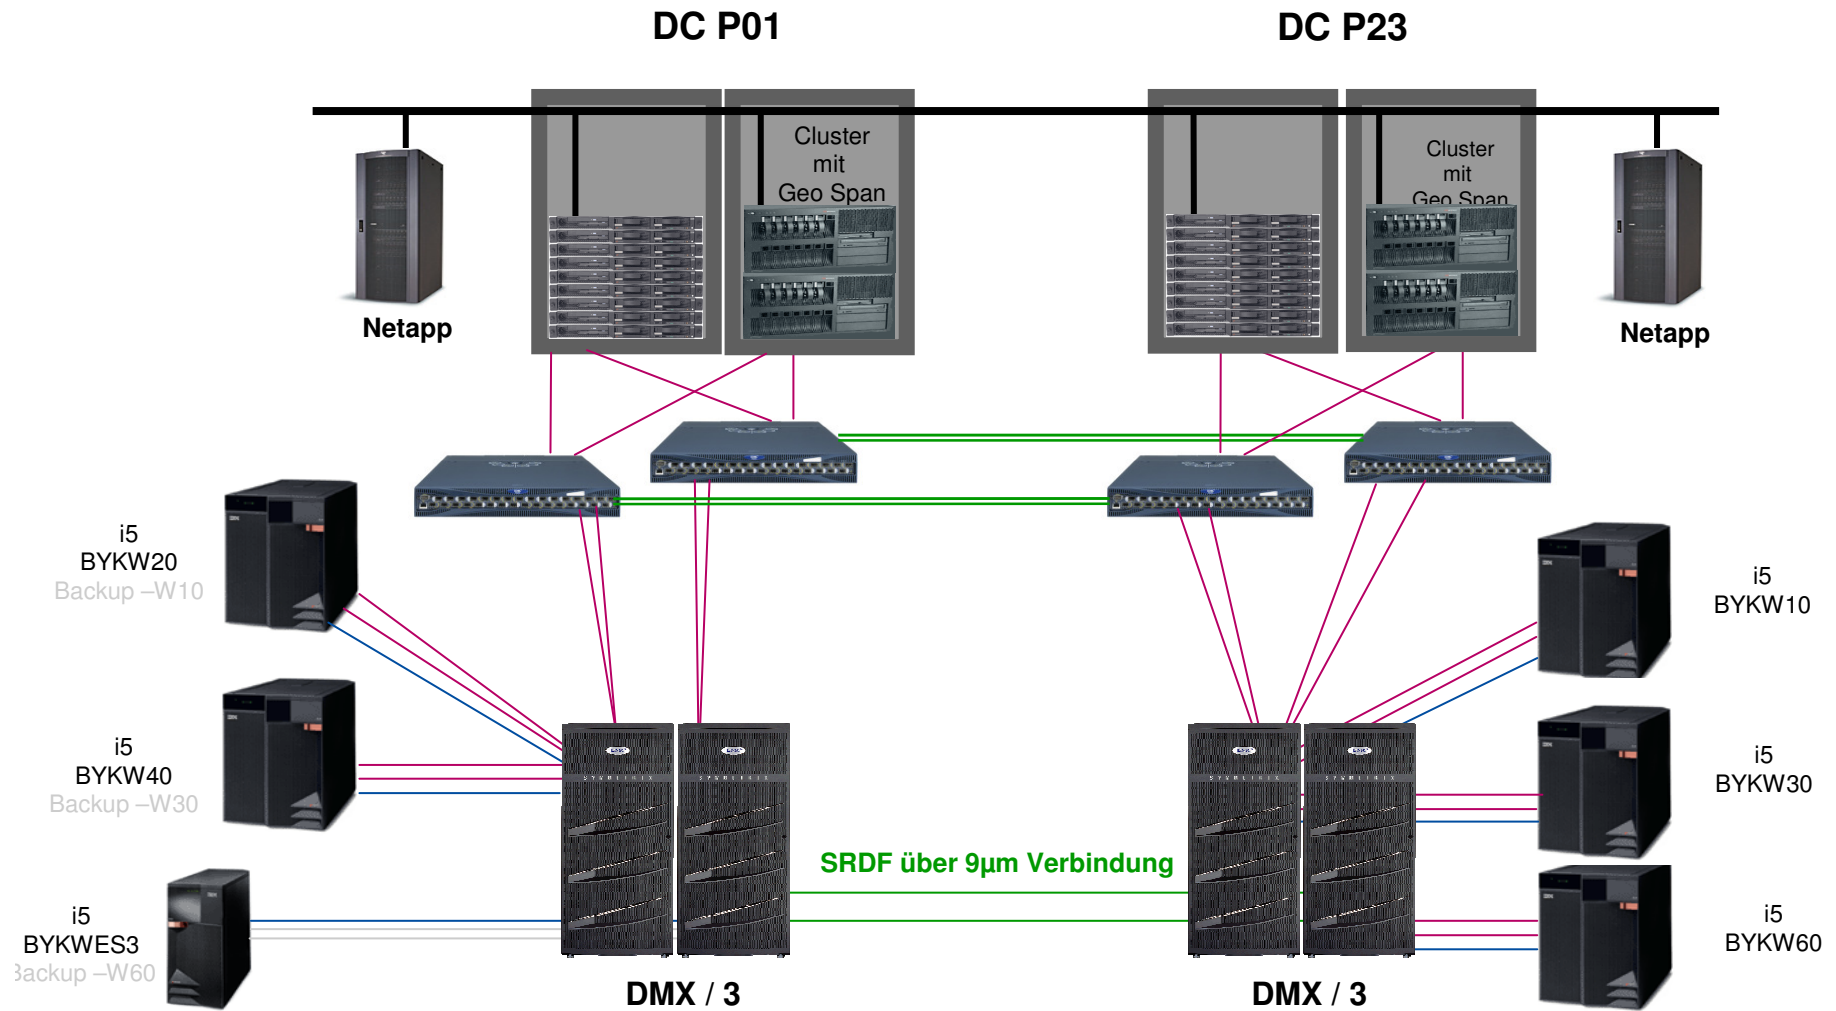 DC P01
DC P23
Cluster
mit
Geo Span
Cluster
mit
Geo Span
Netapp
Netapp
i5
BYKW20
Backup –W10
i5
BYKW10
i5
BYKW40
Backup –W30
i5
BYKW30
SRDF über 9µm Verbindung
i5
BYKWES3
Backup –W60
i5
BYKW60
DMX / 3
DMX / 3